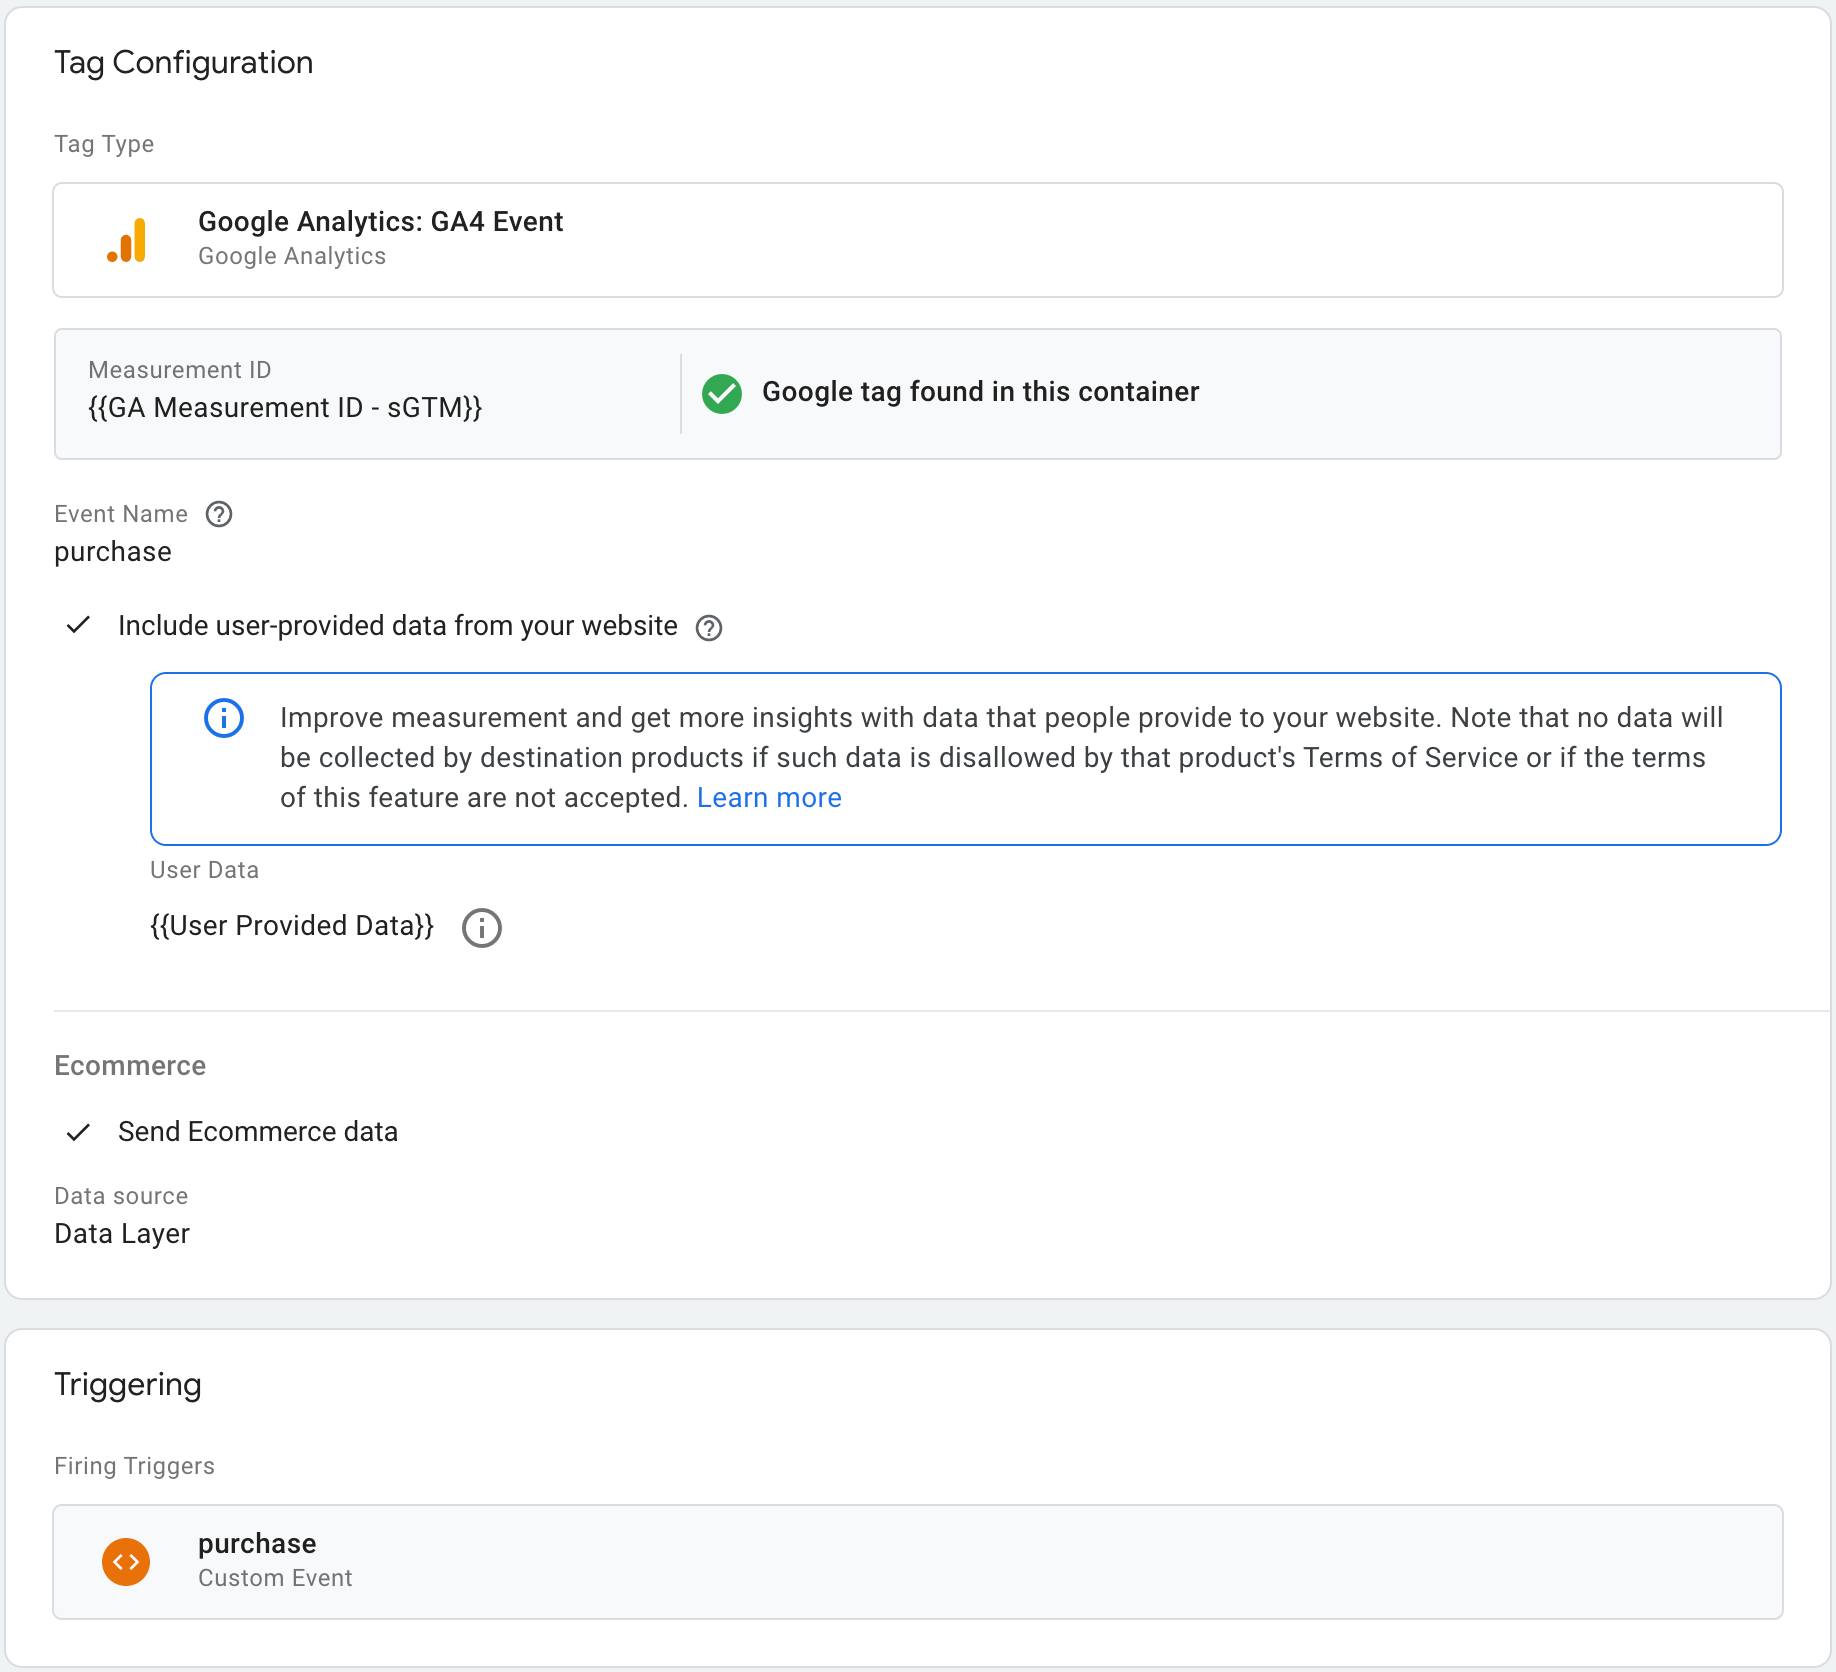 Tag Configuration
Tag Type
Google Analytics: GA4 Event
Google Analytics
Measurement ID
{{GA Measurement ID - sGTM}}
Google tag found in this container
Event Name
purchase
Include user-provided data from your website
Improve measurement and get more insights with data that people provide to your website. Note that no data will
be collected by destination products if such data is disallowed by that product's Terms of Service or if the terms
of this feature are not accepted. Learn more
User Data
{{User Provided Data}}
Ecommerce
Send Ecommerce data
Data source
Data Layer
Triggering
Firing Triggers
purchase
Custom Event